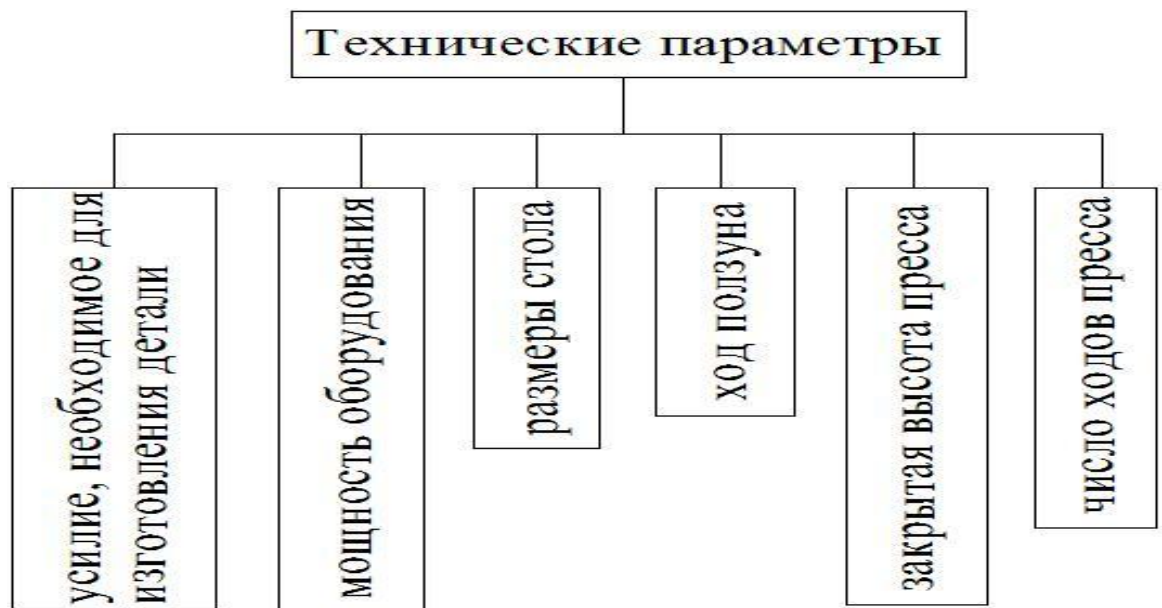 Технические параметры
усилие, необходимое для
изготовления детали
мощность оборудования
размеры стола
ход ползуна
закрытая высота пресса
число ходов пресса